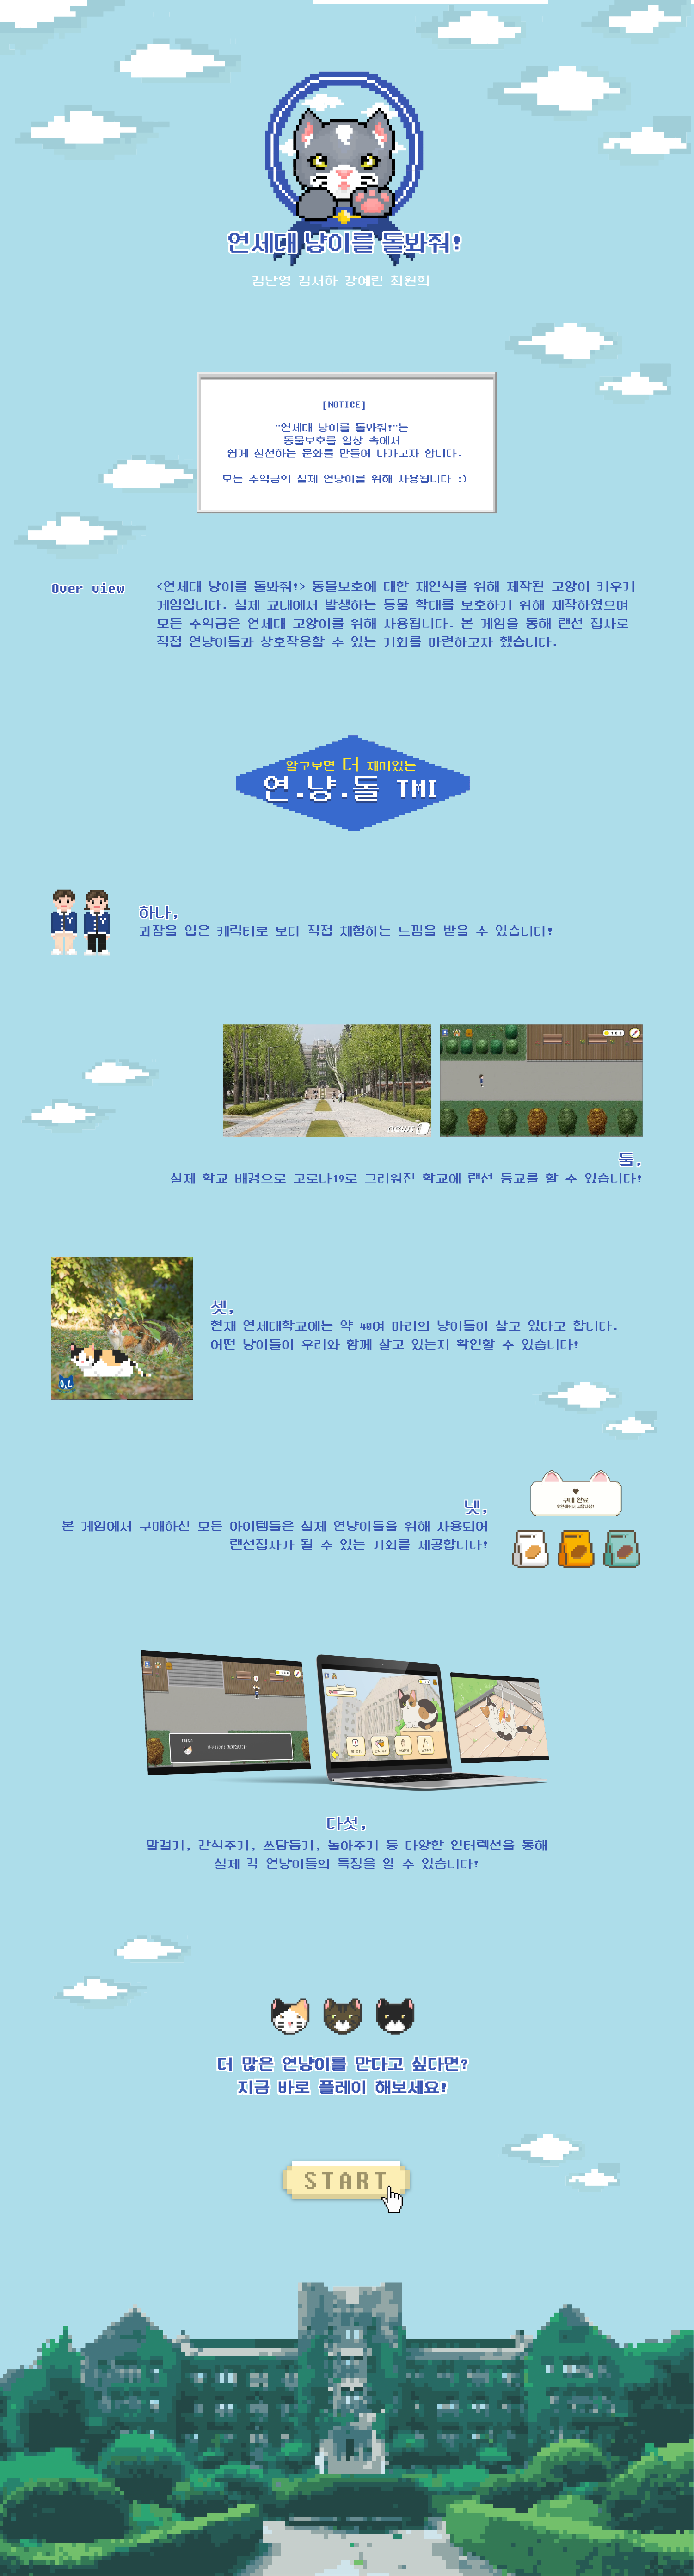 연세대 냥이를 돌봐줘!
김난영 김서하 강예린 최원희
[NOTICE]
"연세대 냥이를 돌봐줘!"는
동물보호를 일상 속에서
쉽게 실천하는 문화를 만들어 나가고자 합니다.
모든 수익금의 실제 연냥이를 위해 사용됩니다 :)
Over view
<연세대 냥이를 돌봐줘!> 동물보호에 대한 재인식를 위해 제작된 고양이 키우기
게임입니다. 실제 교내에서 발생하는 동물 학대를 보호하기 위해 제작하였으며
모든 수익금은 연세대 고양이를 위해 사용됩니다. 본 게임을 통해 랜선 집사로
직접 연냥이들과 상호작용할 수 있는 기회를 마련하고자 했습니다.
알고보면 더 재미있는
연.냥.돌 TMI
하나,
과잠을 입은 캐릭터로 보다 직접 체험하는 느낌을 받을 수 있습니다!
news1
둘,
실제 학교 배경으로 코로나19로 그리워진 학교에 랜선 등교를 할 수 있습니다!
셋,
현재 연세대학교에는 약 40여 마리의 냥이들이 살고 있다고 합니다.
어떤 냥이들이 우리와 함께 살고 있는지 확인할 수 있습니다!
구매 완료
넷,
본 게임에서 구매하신 모든 아이템들은 실제 연냥이들을 위해 사용되어
랜선집사가 될 수 있는 기회를 제공합니다!
다섯,
말걸기, 간식주기, 쓰담듬기, 놀아주기 등 다양한 인터렉션을 통해
실제 각 연냥이들의 특징을 알 수 있습니다!
더 많은 연냥이를 만다고 싶다면?
지금 바로 플레이 해보세요!
START